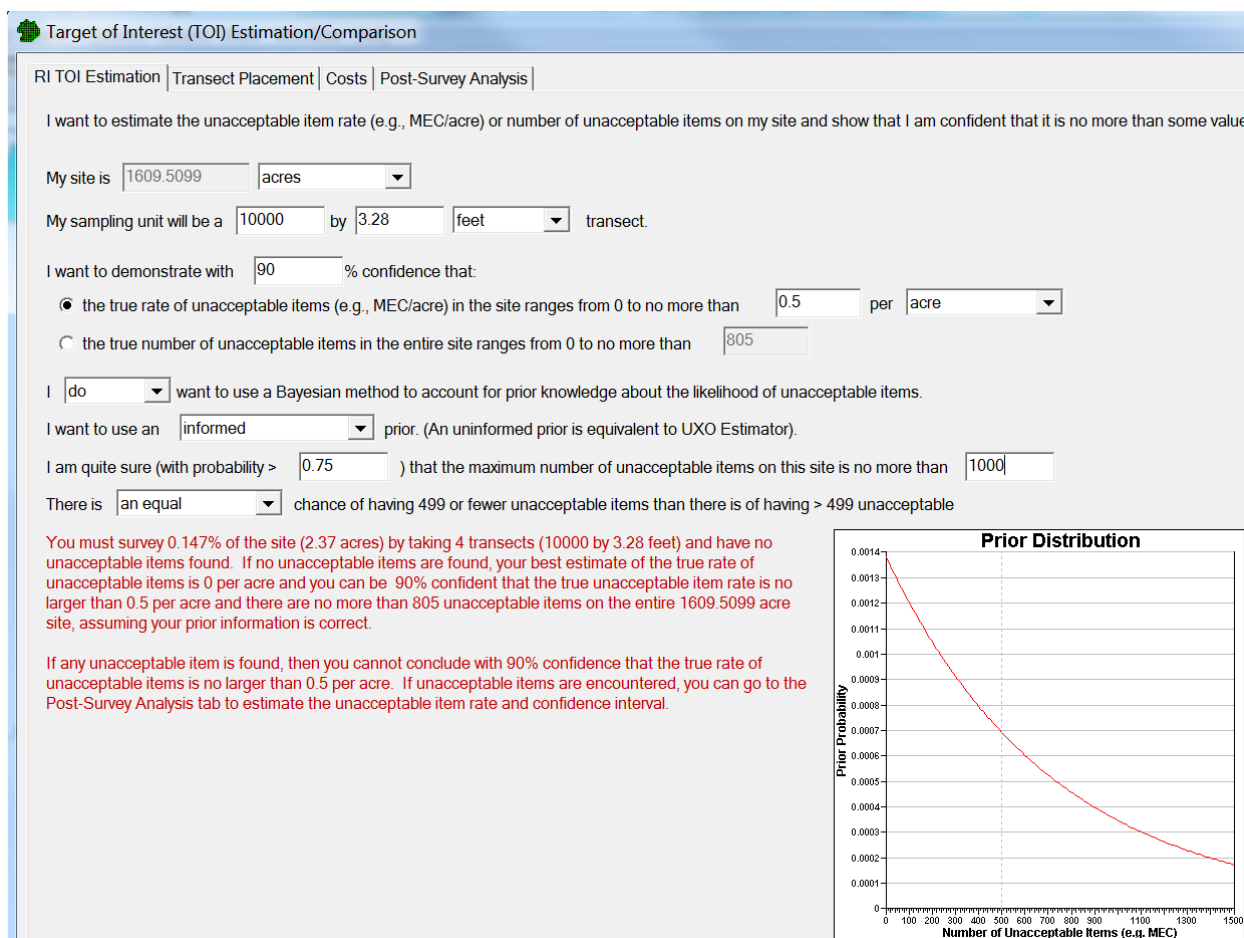 Target of Interest (TOI) Estimation/Comparison
RI TOI Estimation Transect Placement Costs Post-Survey Analysis
I want to estimate the unacceptable item rate (e.g., MEC/acre) or number of unacceptable items on my site and show that I am confident that it is no more than some value
My site is 1609.5099 acres
My sampling unit will be a 10000 by 3.28 feet transect.
I want to demonstrate with 90 % confidence that:
the true rate of unacceptable items (e.g., MEC/acre) in the site ranges from 0 to no more than 0.5 per acre
the true number of unacceptable items in the entire site ranges from 0 to no more than 805
I do want to use a Bayesian method to account for prior knowledge about the likelihood of unacceptable items.
I want to use an informed prior. (An uninformed prior is equivalent to UXO Estimator).
I am quite sure (with probability > 0.75 ) that the maximum number of unacceptable items on this site is no more than 1000
There is an equal chance of having 499 or fewer unacceptable items than there is of having > 499 unacceptable
You must survey 0.147% of the site (2.37 acres) by taking 4 transects (10000 by 3.28 feet) and have no
unacceptable items found. If no unacceptable items are found, your best estimate of the true rate of
unacceptable items is 0 per acre and you can be 90% confident that the true unacceptable item rate is no
larger than 0.5 per acre and there are no more than 805 unacceptable items on the entire 1609.5099 acre
site, assuming your prior information is correct.
If any unacceptable item is found, then you cannot conclude with 90% confidence that the true rate of
unacceptable items is no larger than 0.5 per acre. If unacceptable items are encountered, you can go to the
Post-Survey Analysis tab to estimate the unacceptable item rate and confidence interval.
Prior Distribution
Prior Probability
0.0014
0.0013
0.0012
0.0011
0.001
0.0009
0.0008
0.0007
0.0006
0.0005
0.0004
0.0003
0.0002
0.0001
0
0 100 200 300 400 500 600 700 800 900 1100 1300 1500
Number of Unacceptable Items (e.g. MEC)